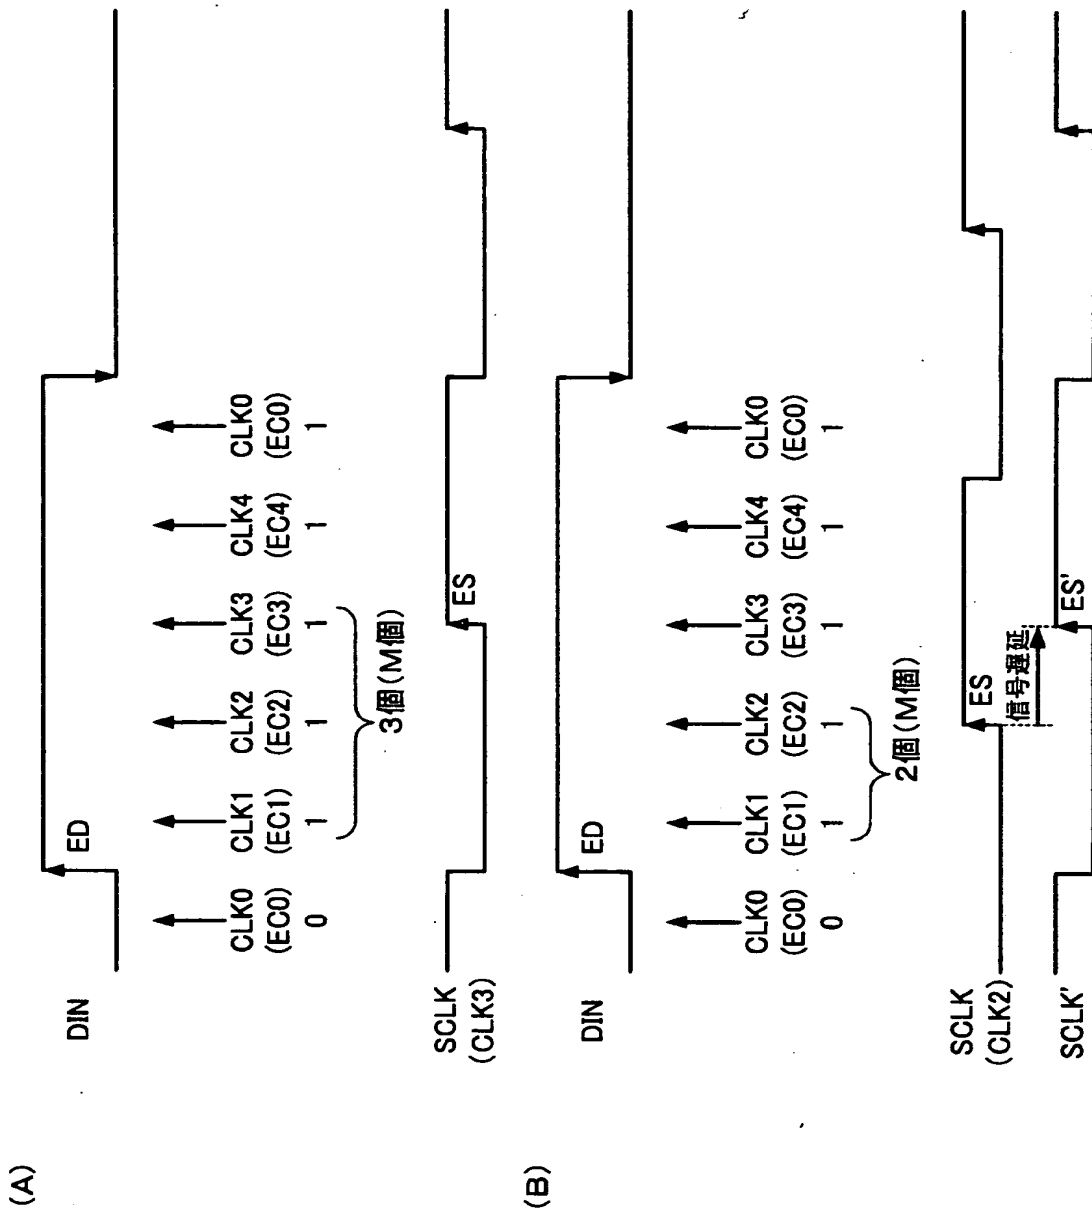 (A)
DIN
ED
CLK0 CLK1 CLK2 CLK3 CLK4 CLK0
(EC0) (EC1) (EC2) (EC3) (EC4) (EC0)
0 1 1 1 1 1
3個(M個)
SCLK
(CLK3)
ES
(B)
DIN
ED
CLK0 CLK1 CLK2 CLK3 CLK4 CLK0
(EC0) (EC1) (EC2) (EC3) (EC4) (EC0)
0 1 1 1 1 1
2個(M個)
SCLK
(CLK2)
ES
信号遅延
SCLK'
ES'